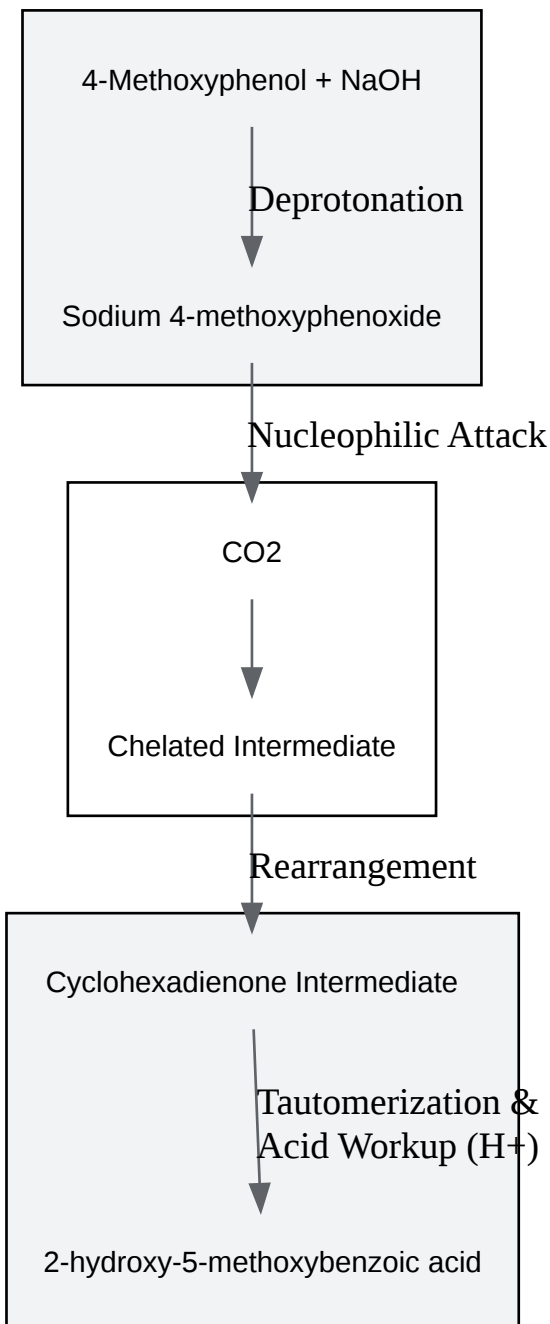 4-Methoxyphenol + NaOH
Deprotonation
Sodium 4-methoxyphenoxide
Nucleophilic Attack
CO2
Chelated Intermediate
Rearrangement
Cyclohexadienone Intermediate
Tautomerization &
Acid Workup (H+)
2-hydroxy-5-methoxybenzoic acid